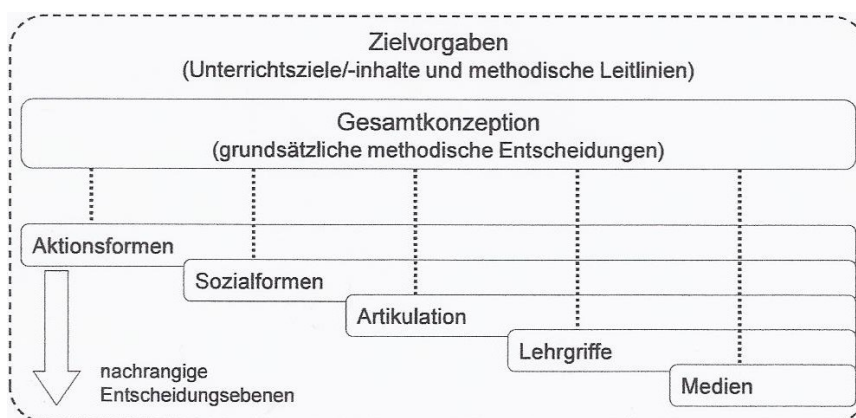 Zielvorgaben
(Unterrichtsziele/-inhalte und methodische Leitlinien)
Gesamtkonzeption
(grundsätzliche methodische Entscheidungen)
Aktionsformen
Sozialformen
Artikulation
Lehrgriffe
Medien
nachrangige
Entscheidungsebenen